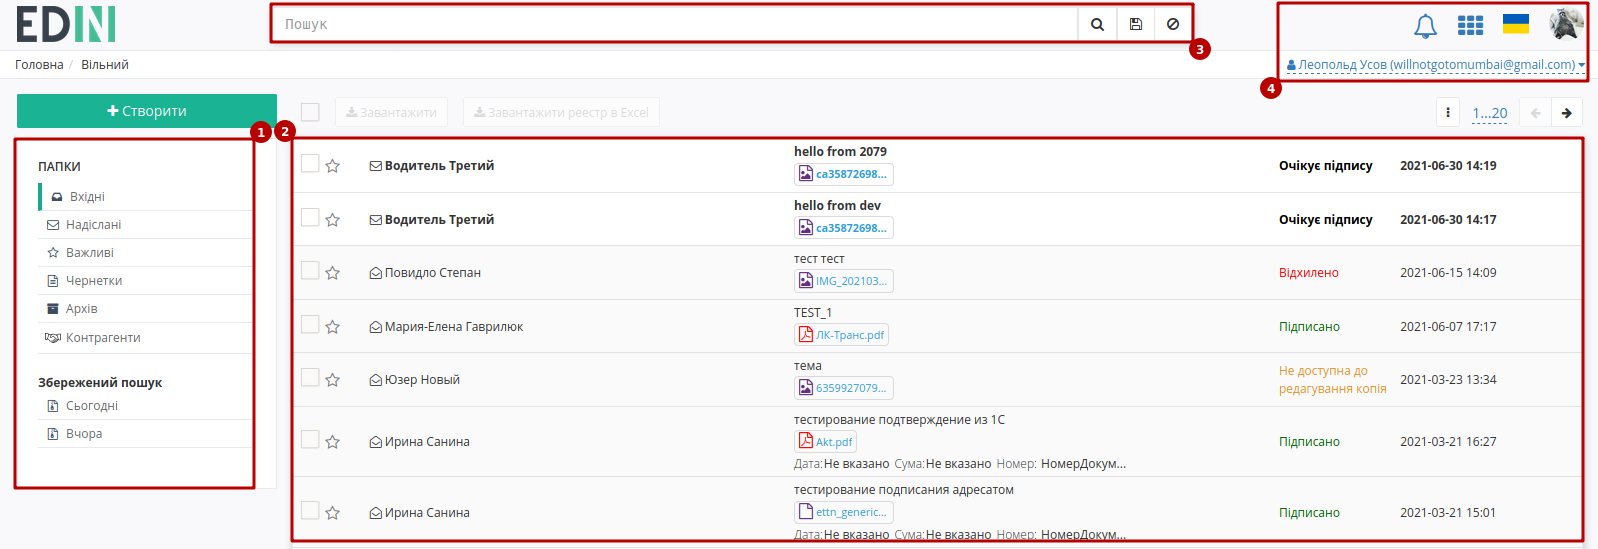 EDIN
Пошук
3
Головна / Вільний
Леопольд Усов (willnotgotomumbai@gmail.com)
4
Створити
Завантажити
Завантажити реєстр в Excel
1...20
1
2
ПАПКИ
Вхідні
Надіслані
Важливі
Чернетки
Архів
Контрагенти
Збережений пошук
Сьогодні
Вчора
hello from 2079
Водитель Третий
Очікує підпису
2021-06-30 14:19
ca35872698...
hello from dev
Водитель Третий
Очікує підпису
2021-06-30 14:17
ca35872698...
тест тест
Повидло Степан
Відхилено
2021-06-15 14:09
IMG_202103...
TEST_1
Мария-Елена Гаврилюк
Підписано
2021-06-07 17:17
ЛК-Транс.pdf
тема
Юзер Новый
Не доступна до
редагування копія
2021-03-23 13:34
6359927079...
тестирование подтверждение из 1С
Ирина Санина
Akt.pdf
Підписано
2021-03-21 16:27
Дата:Не вказано Сума:Не вказано Номер: НомерДокум...
тестирование подписания адресатом
Ирина Санина
ettn_generic...
Підписано
2021-03-21 15:01
Дата:Не вказано Сума:Не вказано Номер: НомерДокум...